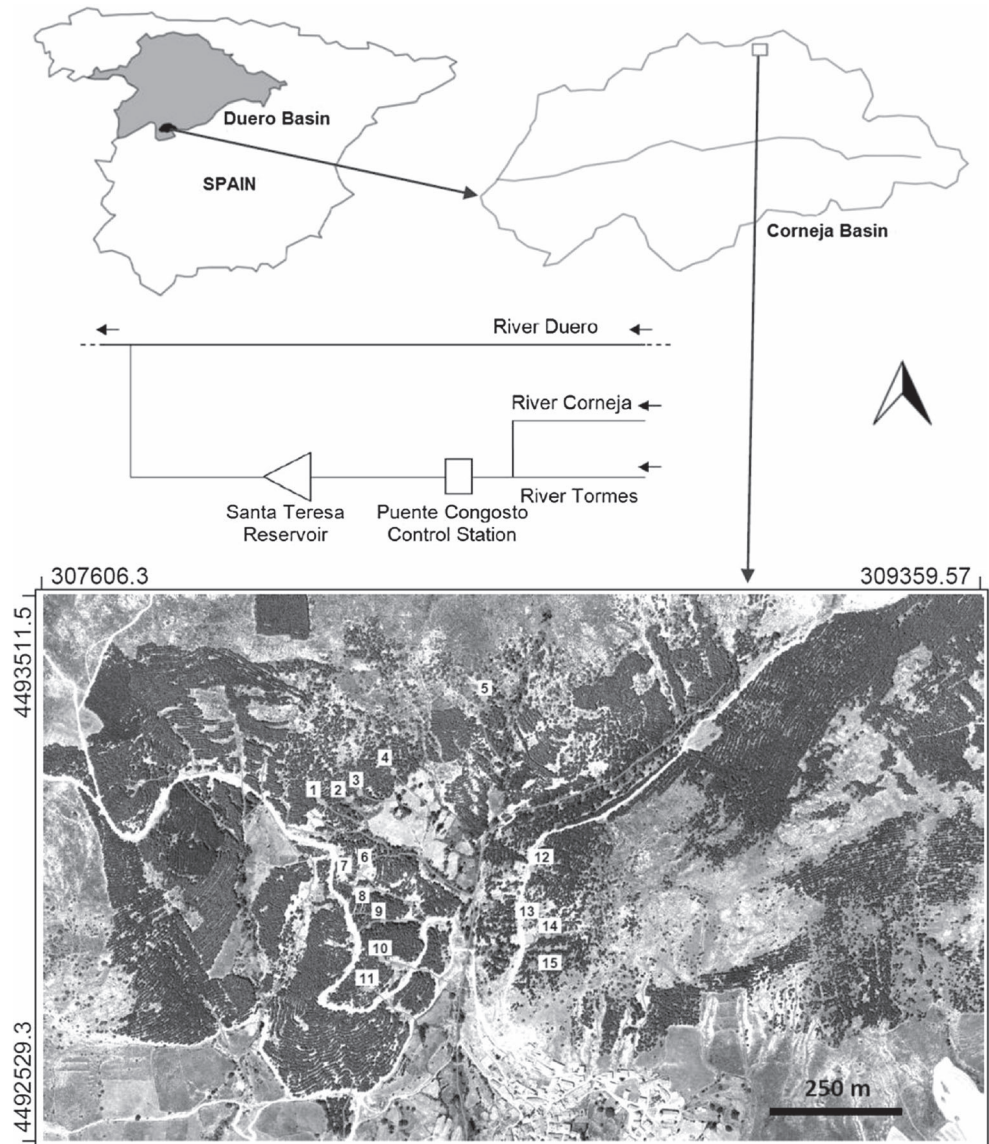 Duero Basin
SPAIN
Corneja Basin
River Duero
River Corneja
River Tormes
Santa Teresa
Reservoir
Puente Congosto
Control Station
307606.3
309359.57
4493511.5
4492529.3
5
4
3
2
1
6
7
8
9
10
11
12
13
14
15
250 m